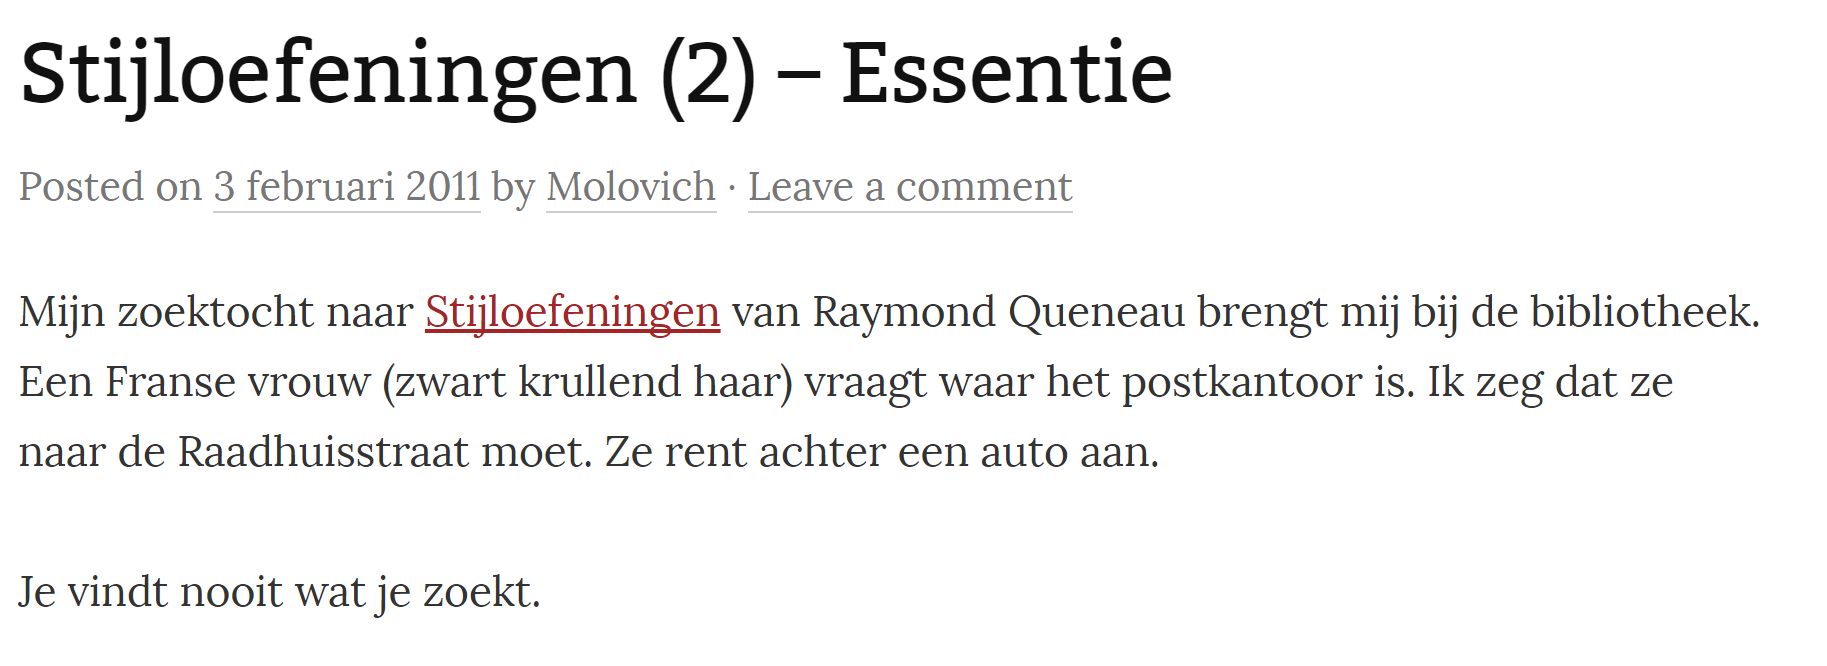 Stijloefeningen (2) – Essentie
Posted on 3 februari 2011 by Molovich · Leave a comment
Mijn zoektocht naar Stijloefeningen van Raymond Queneau brengt mij bij de bibliotheek.
Een Franse vrouw (zwart krullend haar) vraagt waar het postkantoor is. Ik zeg dat ze
naar de Raadhuisstraat moet. Ze rent achter een auto aan.
Je vindt nooit wat je zoekt.